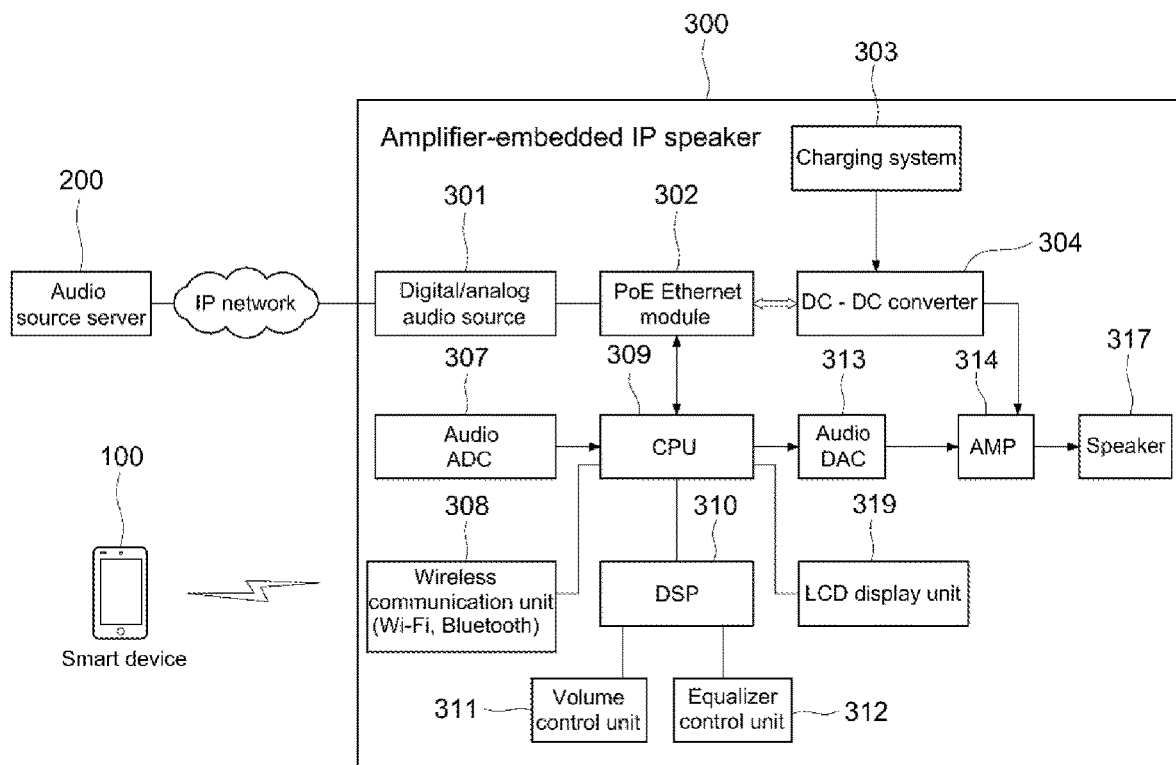 300
303
Amplifier-embedded IP speaker
Charging system
200
301
302
304
Audio
source server
IP network
Digital/analog
audio source
PoE Ethernet
module
DC - DC converter
307
309
313
314
317
Audio
ADC
CPU
Audio
DAC
AMP
Speaker
100
308
310
319
Wireless
communication unit
(Wi-Fi, Bluetooth)
DSP
LCD display unit
Smart device
311
Volume
control unit
Equalizer
control unit
312